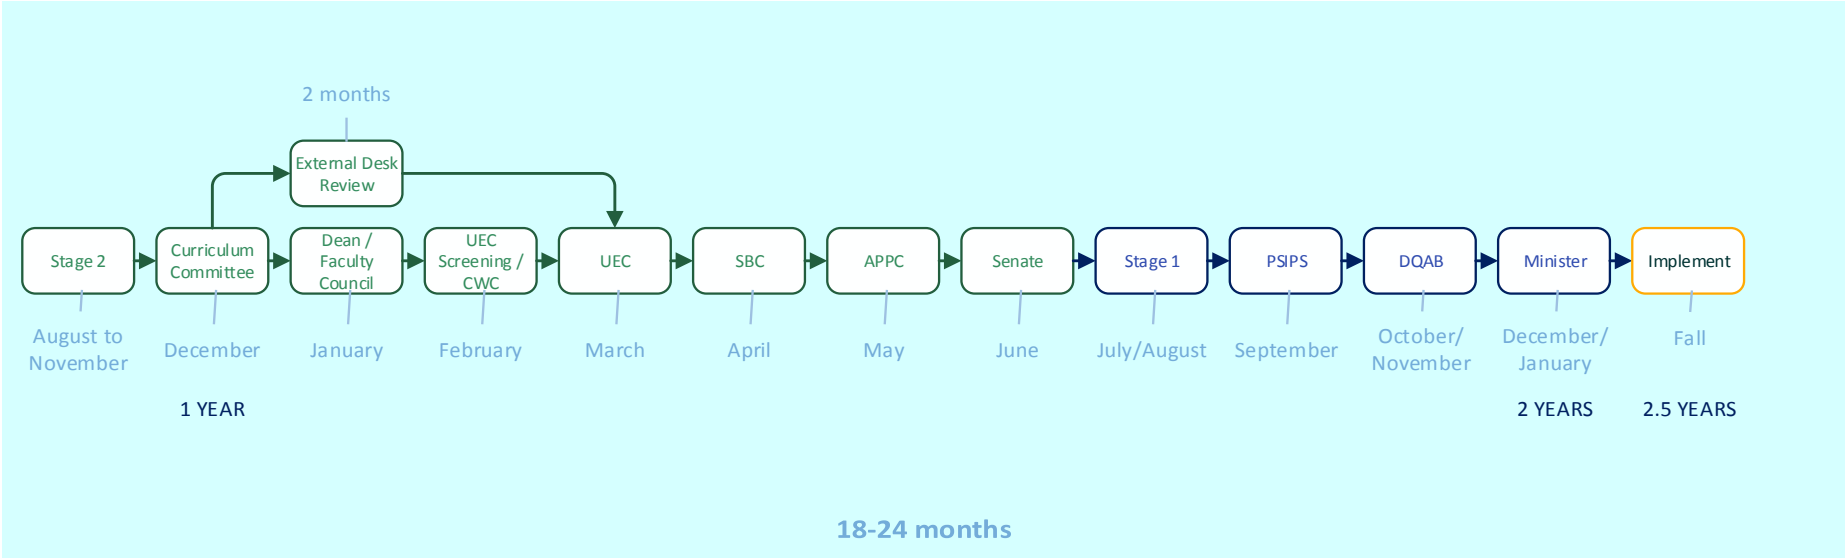 2 months
External Desk
Review
Stage 2
Curriculum
Committee
Dean /
Faculty
Council
UEC
Screening /
CWC
UEC
SBC
APPC
Senate
Stage 1
PSIPS
DQAB
Minister
Implement
August to
November
December
January
February
March
April
May
June
July/August
September
October/
November
December/
January
Fall
1 YEAR
2 YEARS
2.5 YEARS
18-24 months